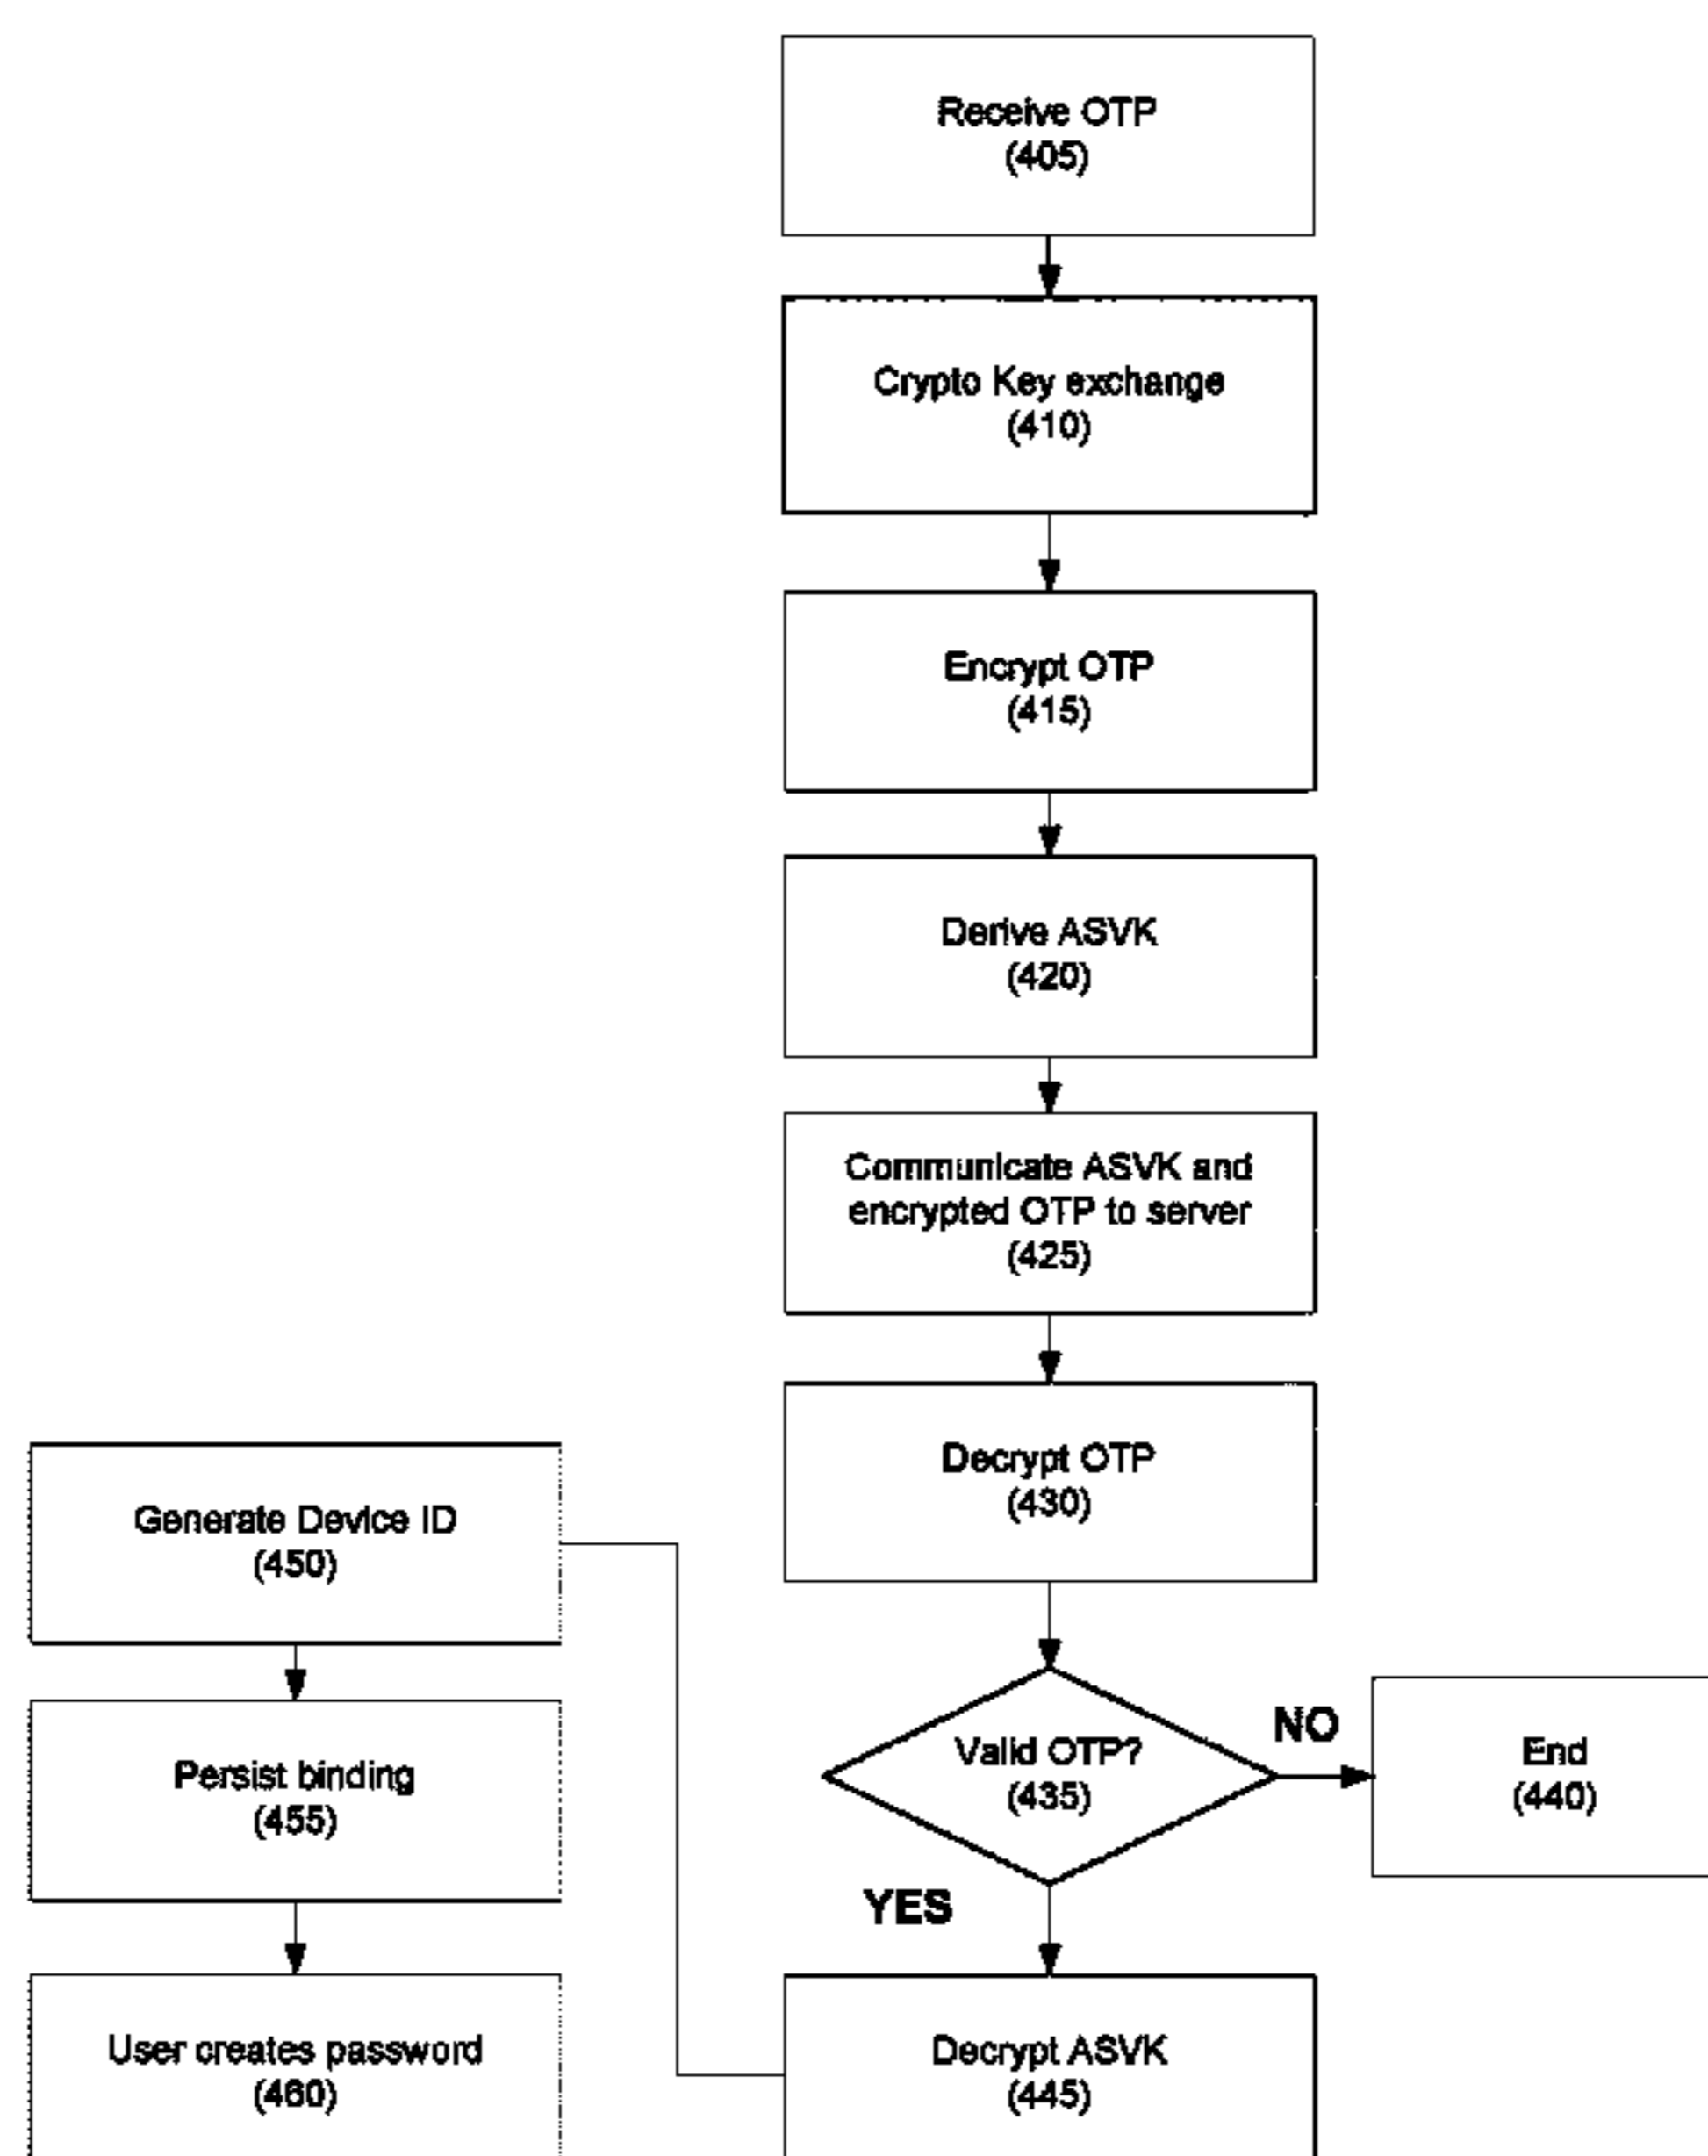 Receive OTP
(405)
Crypto Key exchange
(410)
Encrypt OTP
(415)
Derive ASVK
(420)
Communicate ASVK and
encrypted OTP to server
(425)
Decrypt OTP
(430)
Valid OTP?
(435)
NO
End
(440)
YES
Decrypt ASVK
(445)
Generate Device ID
(450)
Persist binding
(455)
User creates password
(460)